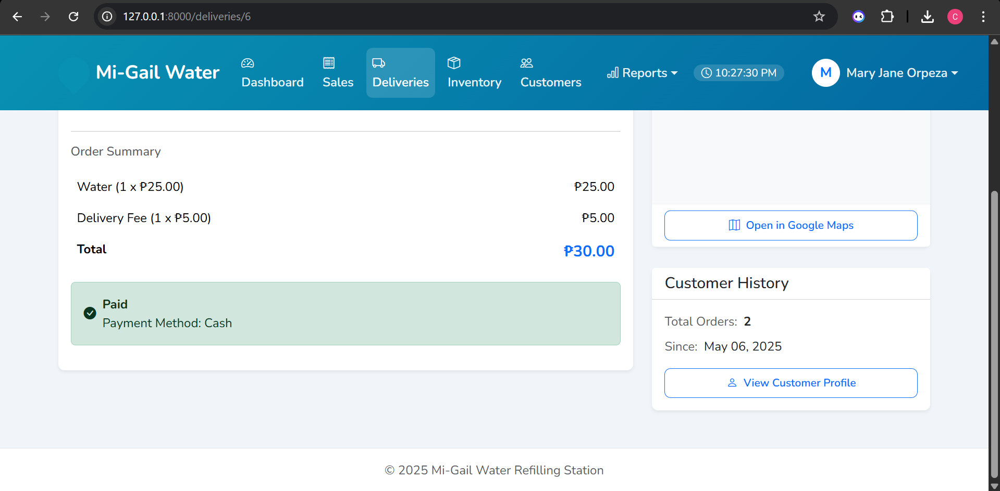 127.0.0.1:8000/deliveries/6
C
Mi-Gail Water
Dashboard
Sales
Deliveries
Inventory
Customers
Reports
10:27:30 PM
M
Mary Jane Orpeza
Order Summary
Water (1 x ₱25.00) ₱25.00
Delivery Fee (1 x ₱5.00) ₱5.00
Total ₱30.00
Paid
Payment Method: Cash
Open in Google Maps
Customer History
Total Orders: 2
Since: May 06, 2025
View Customer Profile
© 2025 Mi-Gail Water Refilling Station